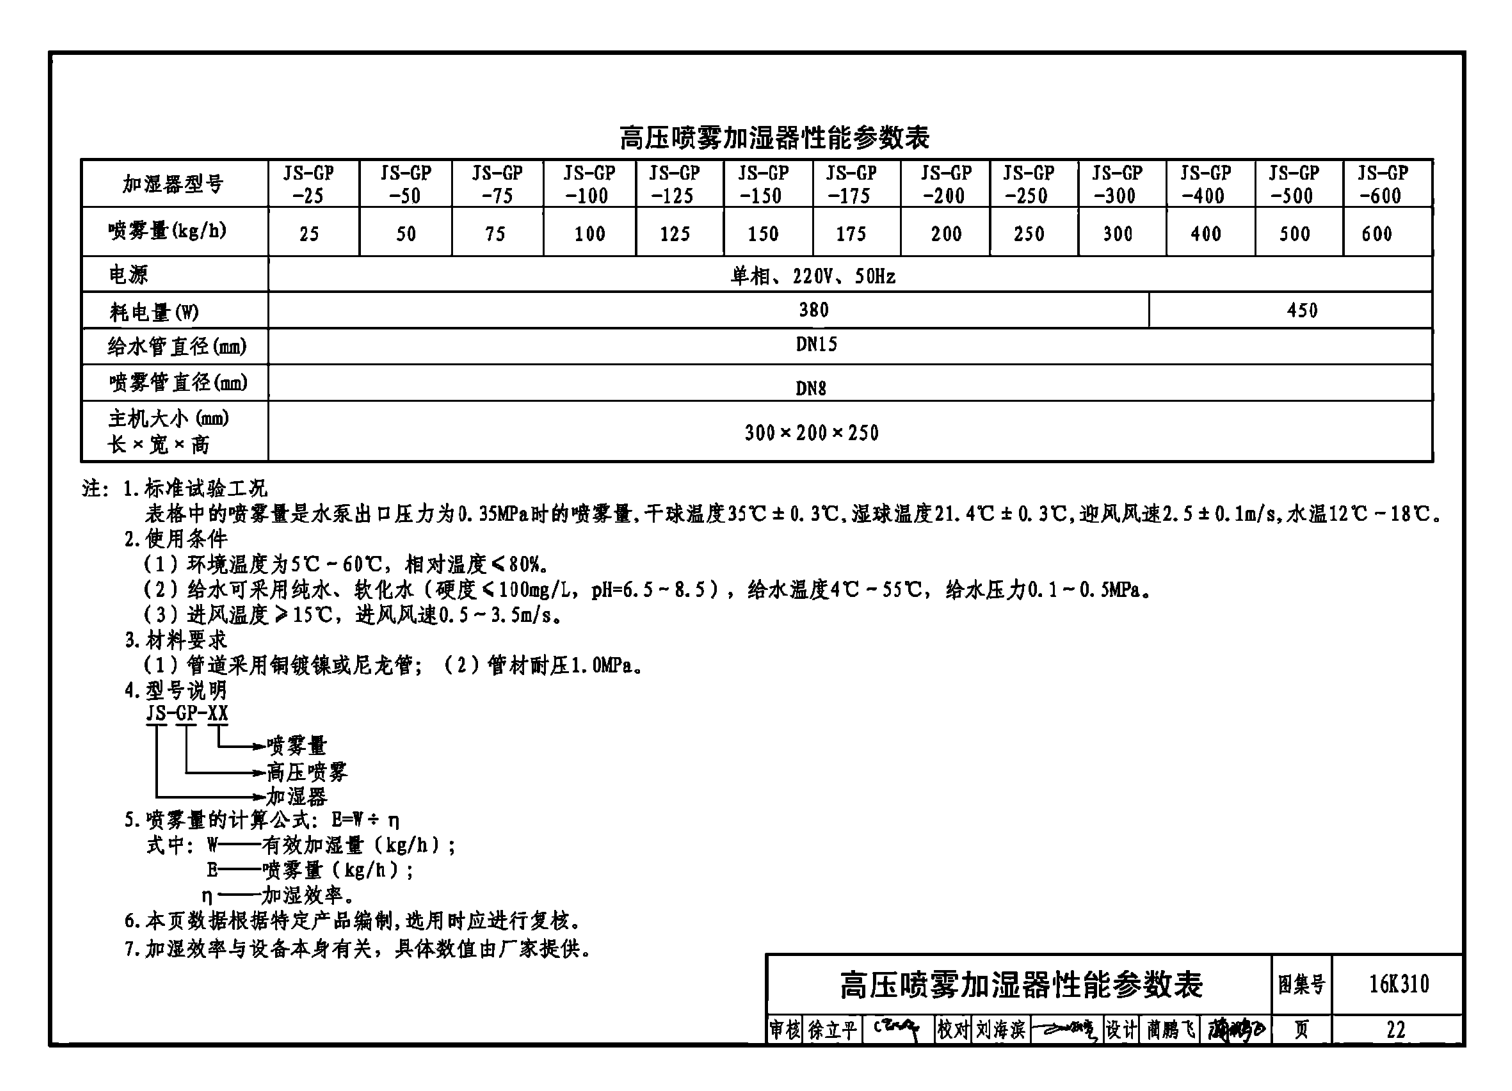 高压喷雾加湿器性能参数表
加湿器型号 JS-GP-25 JS-GP-50 JS-GP-75 JS-GP-100 JS-GP-125 JS-GP-150 JS-GP-175 JS-GP-200 JS-GP-250 JS-GP-300 JS-GP-400 JS-GP-500 JS-GP-600
喷雾量(kg/h) 25 50 75 100 125 150 175 200 250 300 400 500 600
电源 单相、220V、50Hz
耗电量(W) 380 450
给水管直径(mm) DN15
喷雾管直径(mm) DN8
主机大小(mm)
长×宽×高 300×200×250
注：1.标准试验工况
表格中的喷雾量是水泵出口压力为0.35MPa时的喷雾量,干球温度35℃±0.3℃,湿球温度21.4℃±0.3℃,迎风风速2.5±0.1m/s,水温12℃~18℃。
2.使用条件
（1）环境温度为5℃~60℃，相对湿度≤80%。
（2）给水可采用纯水、软化水（硬度≤100mg/L，pH=6.5~8.5），给水温度4℃~55℃，给水压力0.1~0.5MPa。
（3）进风温度≥15℃，进风风速0.5~3.5m/s。
3.材料要求
（1）管道采用铜镀镍或尼龙管；（2）管材耐压1.0MPa。
4.型号说明
JS-GP-XX
喷雾量
高压喷雾
加湿器
5.喷雾量的计算公式：E=W÷η
式中：W——有效加湿量（kg/h）；
E——喷雾量（kg/h）；
η——加湿效率。
6.本页数据根据特定产品编制,选用时应进行复核。
7.加湿效率与设备本身有关，具体数值由厂家提供。
高压喷雾加湿器性能参数表 图集号 16K310
审核 徐立平 校对 刘海滨 设计 蔺鹏飞 页 22